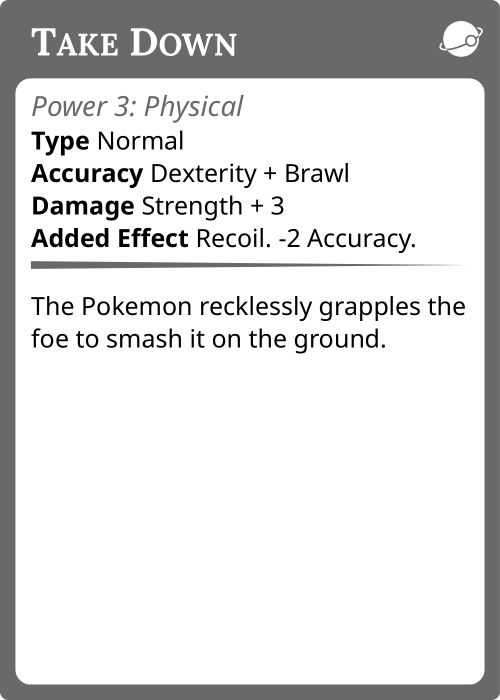 Take Down
Power 3: Physical
Type Normal
Accuracy Dexterity + Brawl
Damage Strength + 3
Added Effect Recoil. -2 Accuracy.
The Pokemon recklessly grapples the
foe to smash it on the ground.